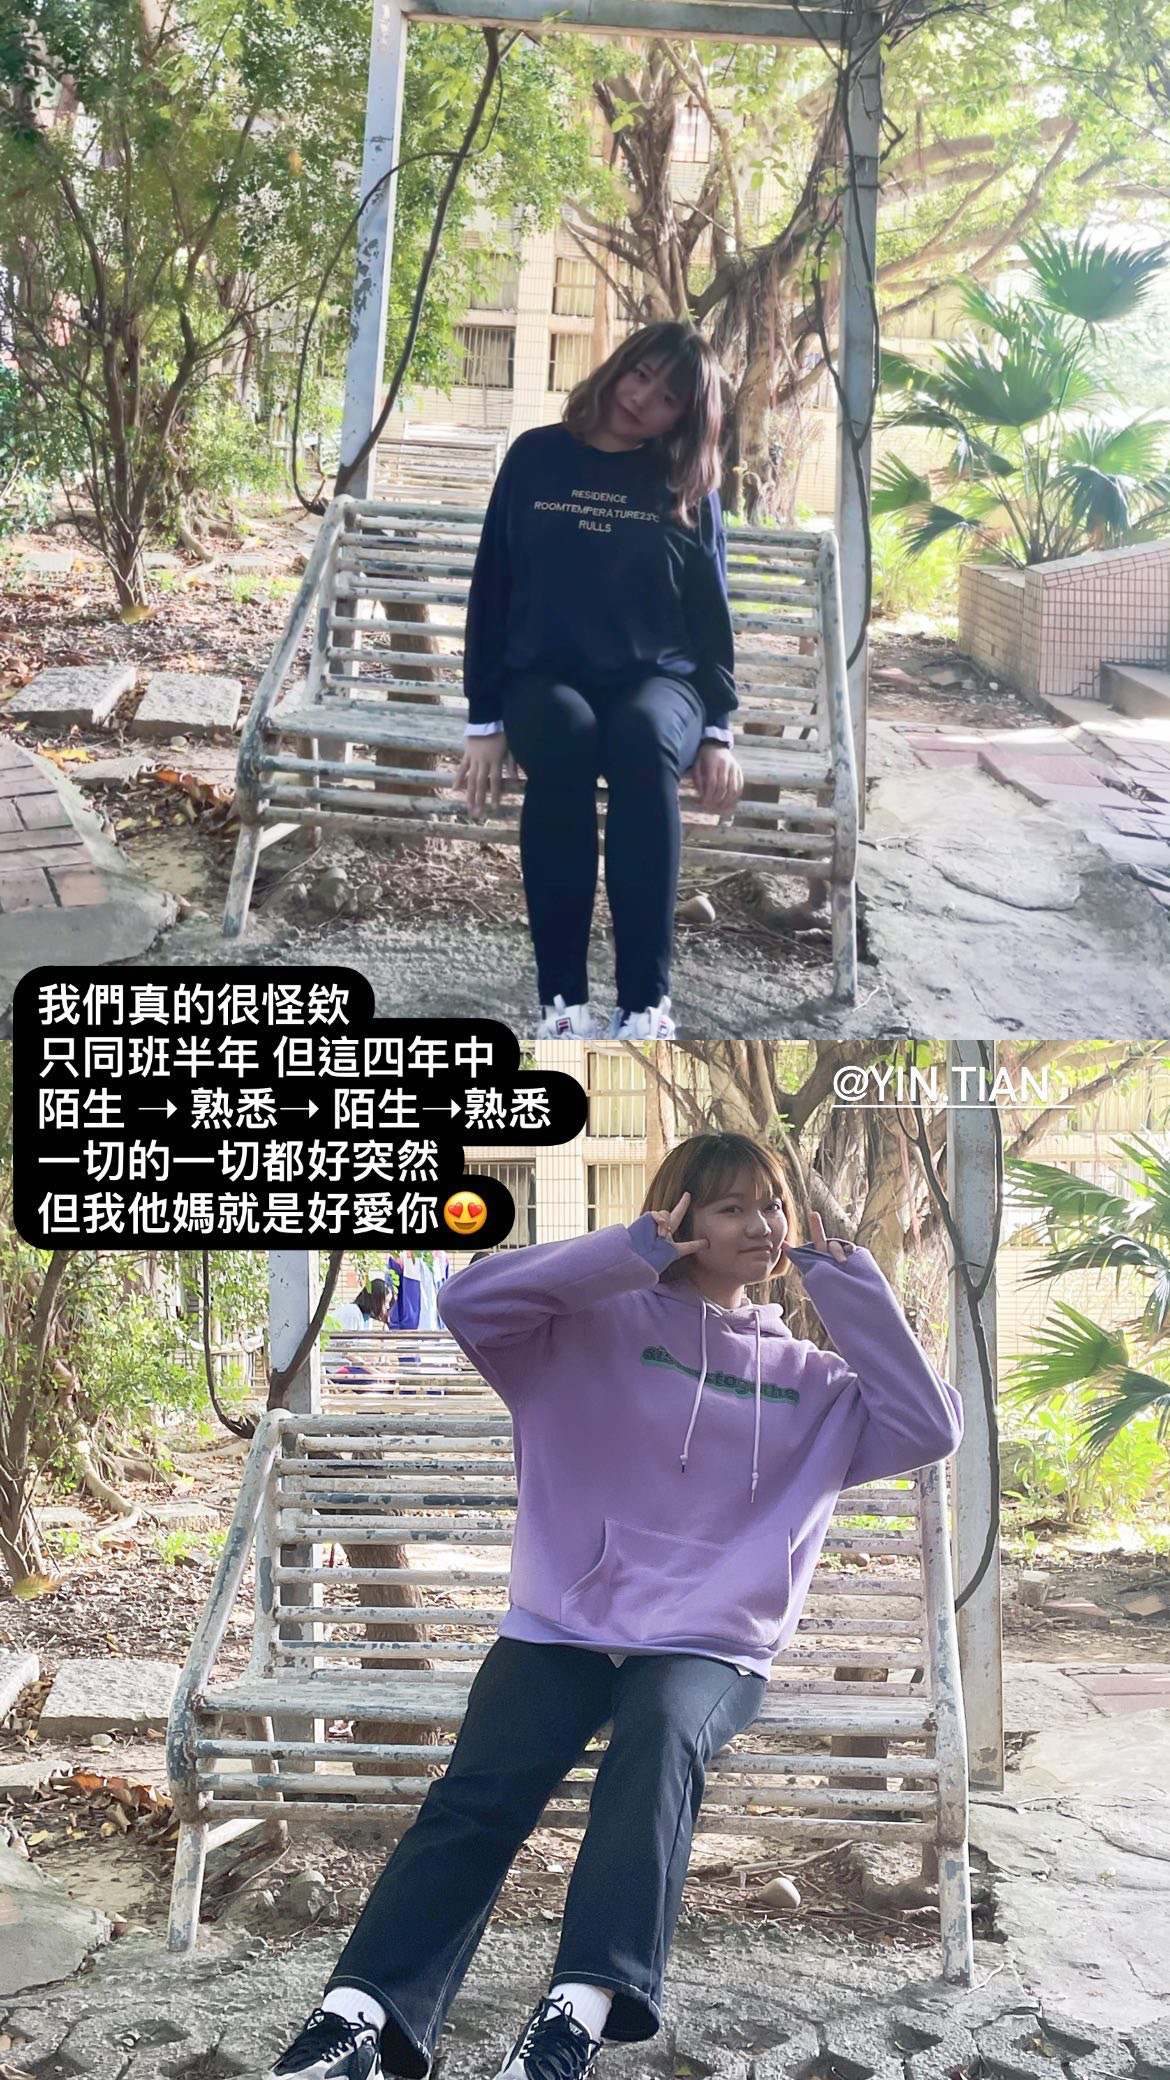 RESIDENCE
ROOMTEMPERATURE23°C
RULLS
我們真的很怪欸
只同班半年 但這四年中
陌生 → 熟悉→ 陌生→熟悉
一切的一切都好突然
但我他媽就是好愛你😍
@YIN.TIAN